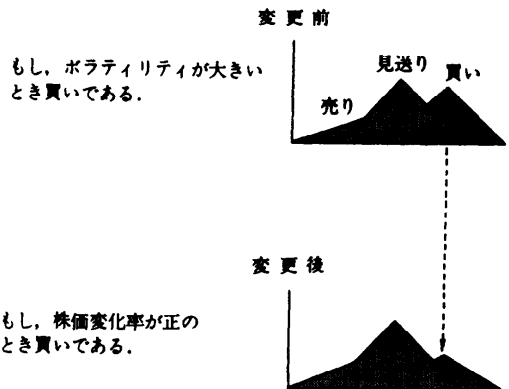 変更前
もし，ボラティリティが大きい
とき買いである．
見送り
買い
売り
変更後
もし，株価変化率が正の
とき買いである．